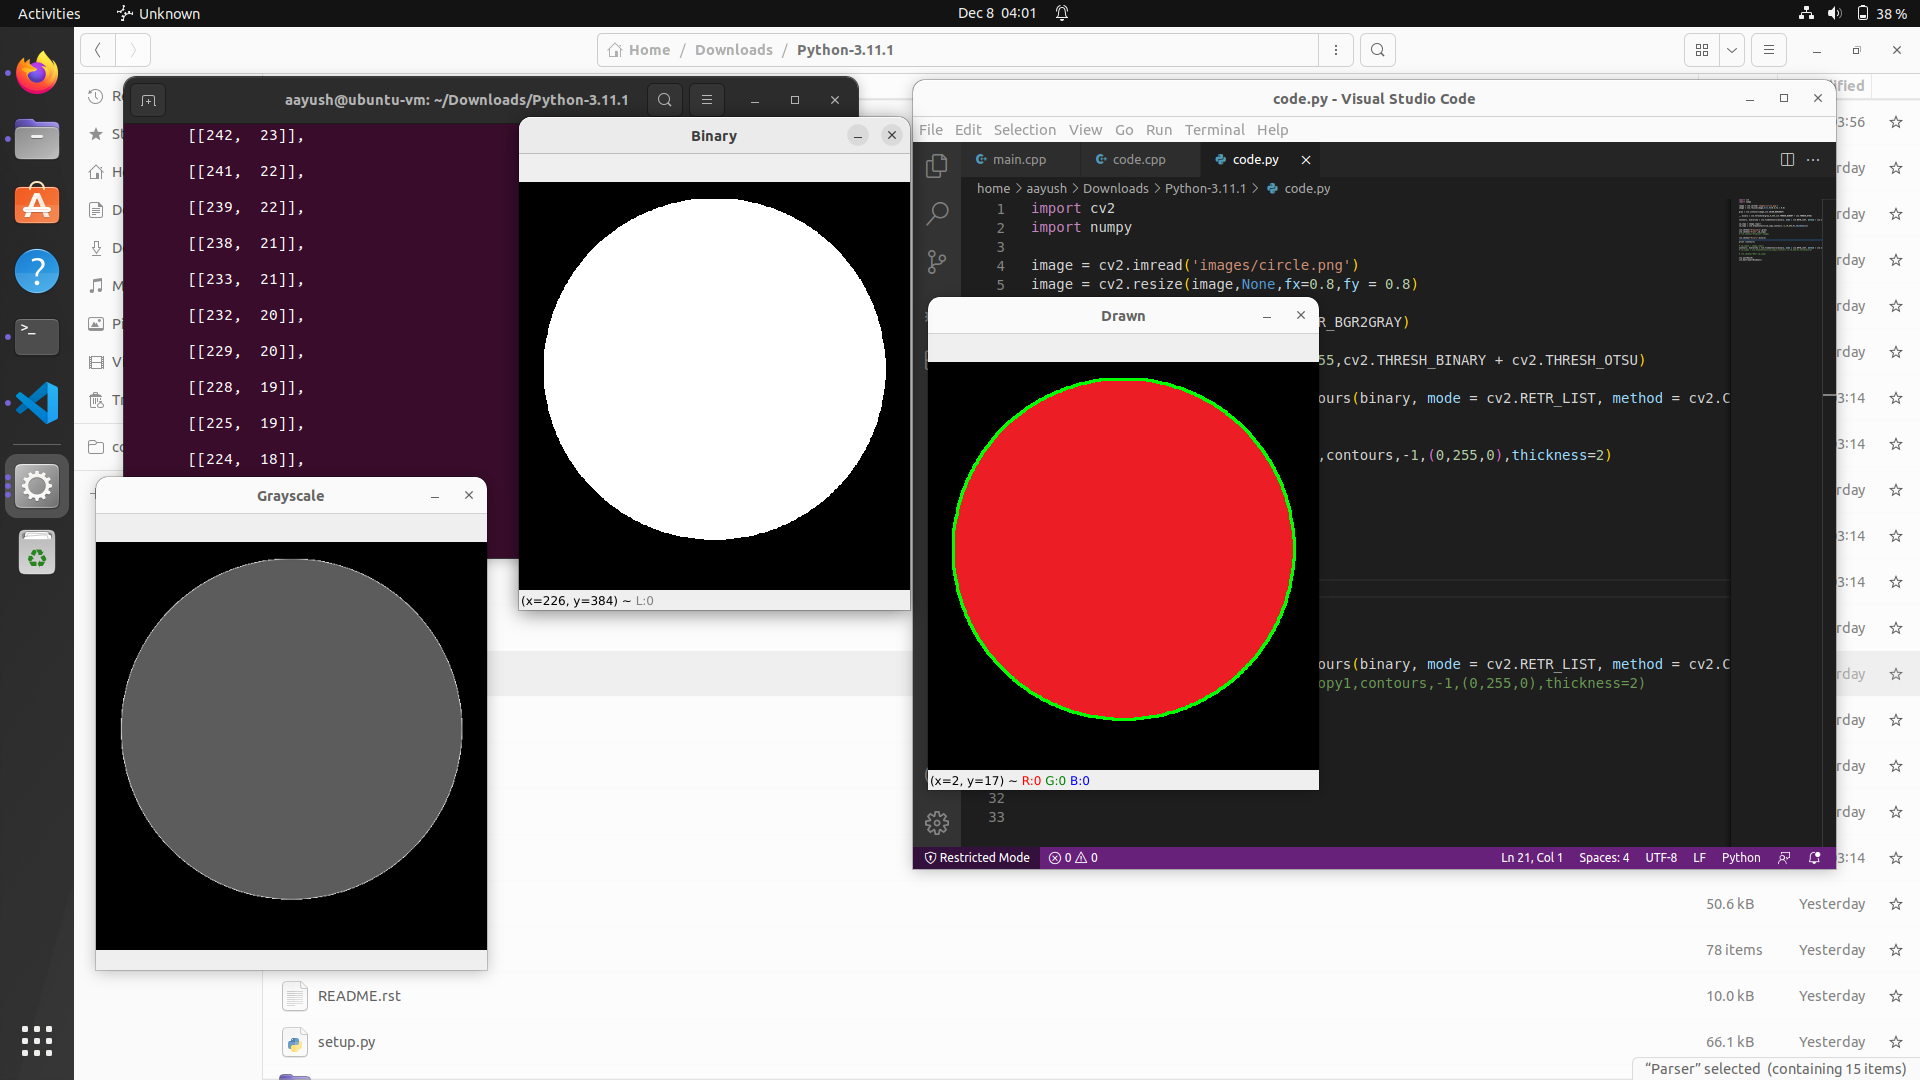 Activities
Unknown
Dec 8 04:01
38 %
Home / Downloads / Python-3.11.1
aayush@ubuntu-vm: ~/Downloads/Python-3.11.1
[[242, 23]],
[[241, 22]],
[[239, 22]],
[[238, 21]],
[[233, 21]],
[[232, 20]],
[[229, 20]],
[[228, 19]],
[[225, 19]],
[[224, 18]],
Binary
(x=226, y=384) ~ L:0
Grayscale
code.py - Visual Studio Code
File Edit Selection View Go Run Terminal Help
main.cpp
code.cpp
code.py
home > aayush > Downloads > Python-3.11.1 > code.py
1 import cv2
2 import numpy
3
4 image = cv2.imread('images/circle.png')
5 image = cv2.resize(image,None,fx=0.8,fy = 0.8)
R_BGR2GRAY)
55,cv2.THRESH_BINARY + cv2.THRESH_OTSU)
ours(binary, mode = cv2.RETR_LIST, method = cv2.C
,contours,-1,(0,255,0),thickness=2)
ours(binary, mode = cv2.RETR_LIST, method = cv2.C
opy1,contours,-1,(0,255,0),thickness=2)
32
33
Drawn
(x=2, y=17) ~ R:0 G:0 B:0
Restricted Mode
0 0
Ln 21, Col 1
Spaces: 4
UTF-8
LF
Python
ified
3:56
rday
rday
rday
rday
rday
3:14
3:14
rday
3:14
3:14
rday
rday
rday
rday
rday
3:14
50.6 kB Yesterday
78 items Yesterday
README.rst 10.0 kB Yesterday
setup.py 66.1 kB Yesterday
“Parser” selected (containing 15 items)